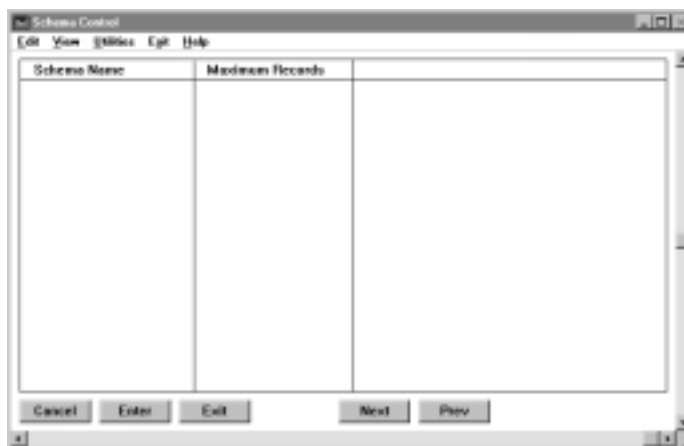 Schema Control
Edit View Utilities Exit Help
Schema Name Maximum Records
Cancel Enter Exit Next Prev